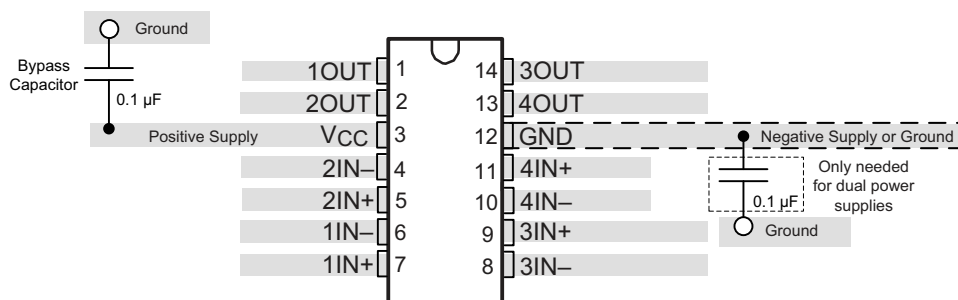 Ground
Bypass
Capacitor
0.1 µF
Positive Supply
1OUT 1
2OUT 2
VCC 3
2IN– 4
2IN+ 5
1IN– 6
1IN+ 7
14 3OUT
13 4OUT
12 GND
11 4IN+
10 4IN–
9 3IN+
8 3IN–
Negative Supply or Ground
Only needed
for dual power
supplies
0.1 µF
Ground